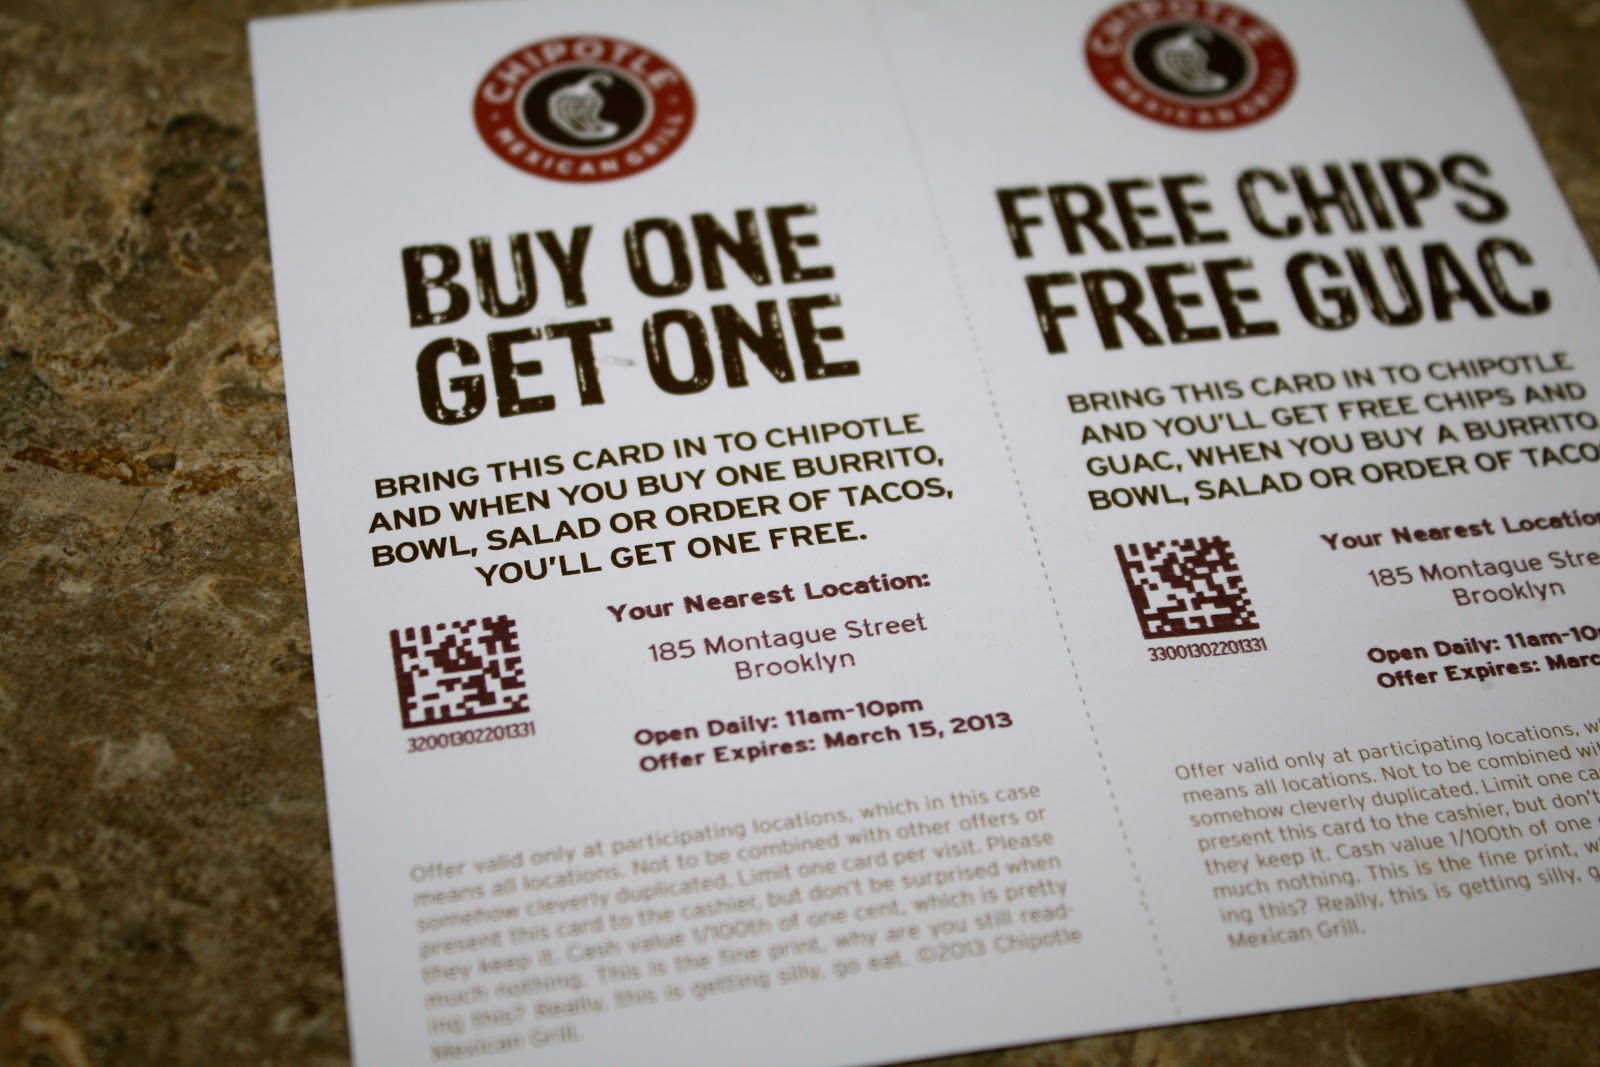 CHIPOTLE
MEXICAN GRILL
BUY ONE
GET ONE
BRING THIS CARD IN TO CHIPOTLE
AND WHEN YOU BUY ONE BURRITO,
BOWL, SALAD OR ORDER OF TACOS,
YOU'LL GET ONE FREE.
32001302201331
Your Nearest Location:
185 Montague Street
Brooklyn
Open Daily: 11am-10pm
Offer Expires: March 15, 2013
Offer valid only at participating locations, which in this case
means all locations. Not to be combined with other offers or
somehow cleverly duplicated. Limit one card per visit. Please
present this card to the cashier, but don't be surprised when
they keep it. Cash value 1/100th of one cent, which is pretty
much nothing. This is the fine print, why are you still read-
ing this? Really, this is getting silly, go eat. ©2013 Chipotle
Mexican Grill.
CHIPOTLE
MEXICAN GRILL
FREE CHIPS
FREE GUAC
BRING THIS CARD IN TO CHIPOTLE
AND YOU'LL GET FREE CHIPS AND
GUAC, WHEN YOU BUY A BURRITO
BOWL, SALAD OR ORDER OF TACO
33001302201331
Your Nearest Location
185 Montague Stre
Brooklyn
Open Daily: 11am-10
Offer Expires: Marc
Offer valid only at participating locations, w
means all locations. Not to be combined wi
somehow cleverly duplicated. Limit one ca
present this card to the cashier, but don't
they keep it. Cash value 1/100th of one
much nothing. This is the fine print, w
ing this? Really, this is getting silly, g
Mexican Grill.